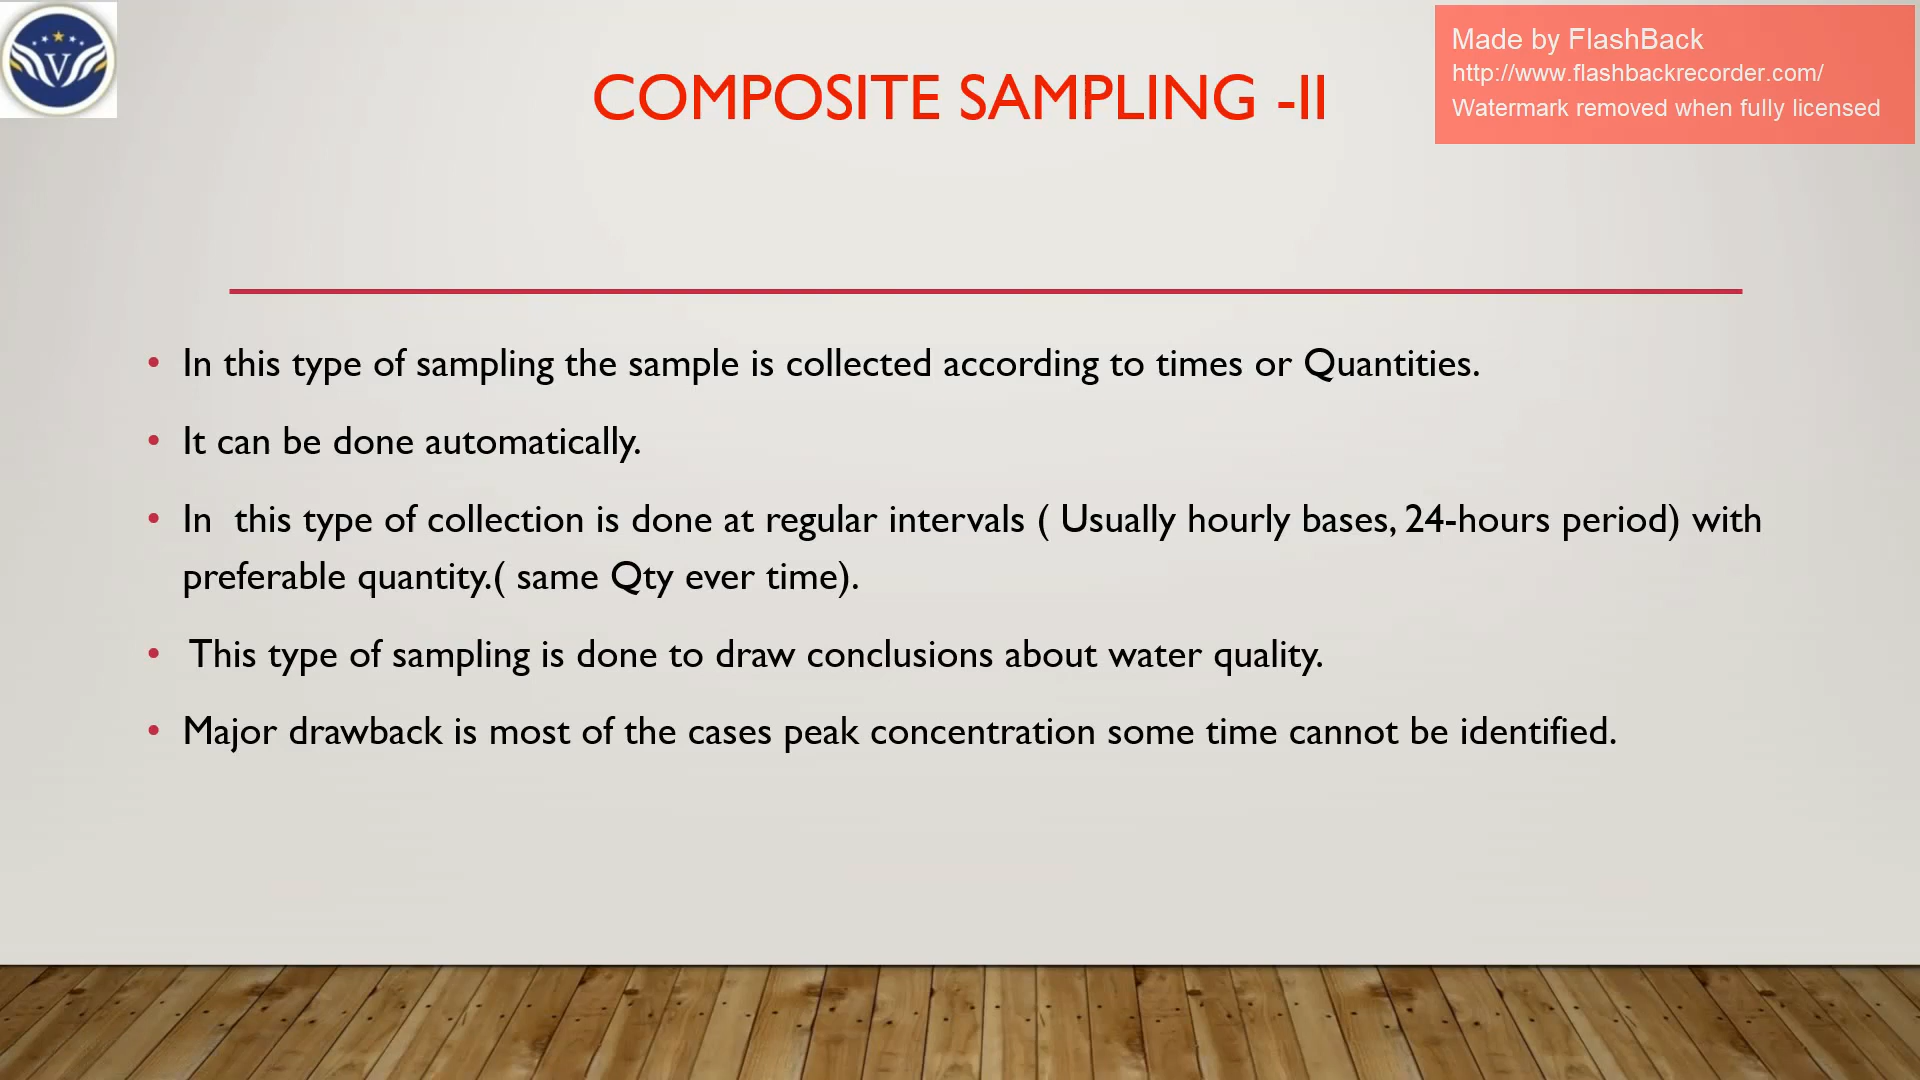 V
COMPOSITE SAMPLING -II
Made by FlashBack
http://www.flashbackrecorder.com/
Watermark removed when fully licensed
• In this type of sampling the sample is collected according to times or Quantities.
• It can be done automatically.
• In  this type of collection is done at regular intervals ( Usually hourly bases, 24-hours period) with
preferable quantity.( same Qty ever time).
• This type of sampling is done to draw conclusions about water quality.
• Major drawback is most of the cases peak concentration some time cannot be identified.